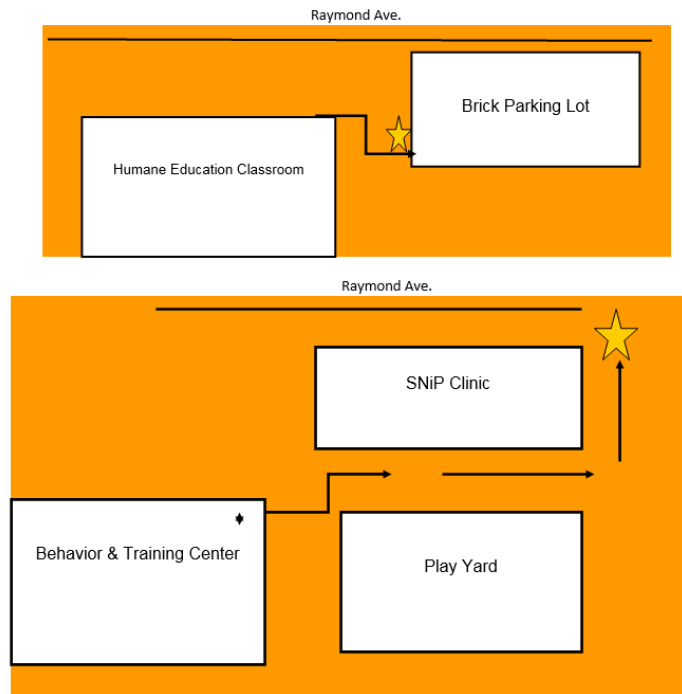 Raymond Ave.
Brick Parking Lot
Humane Education Classroom
Raymond Ave.
SNiP Clinic
Behavior & Training Center
Play Yard